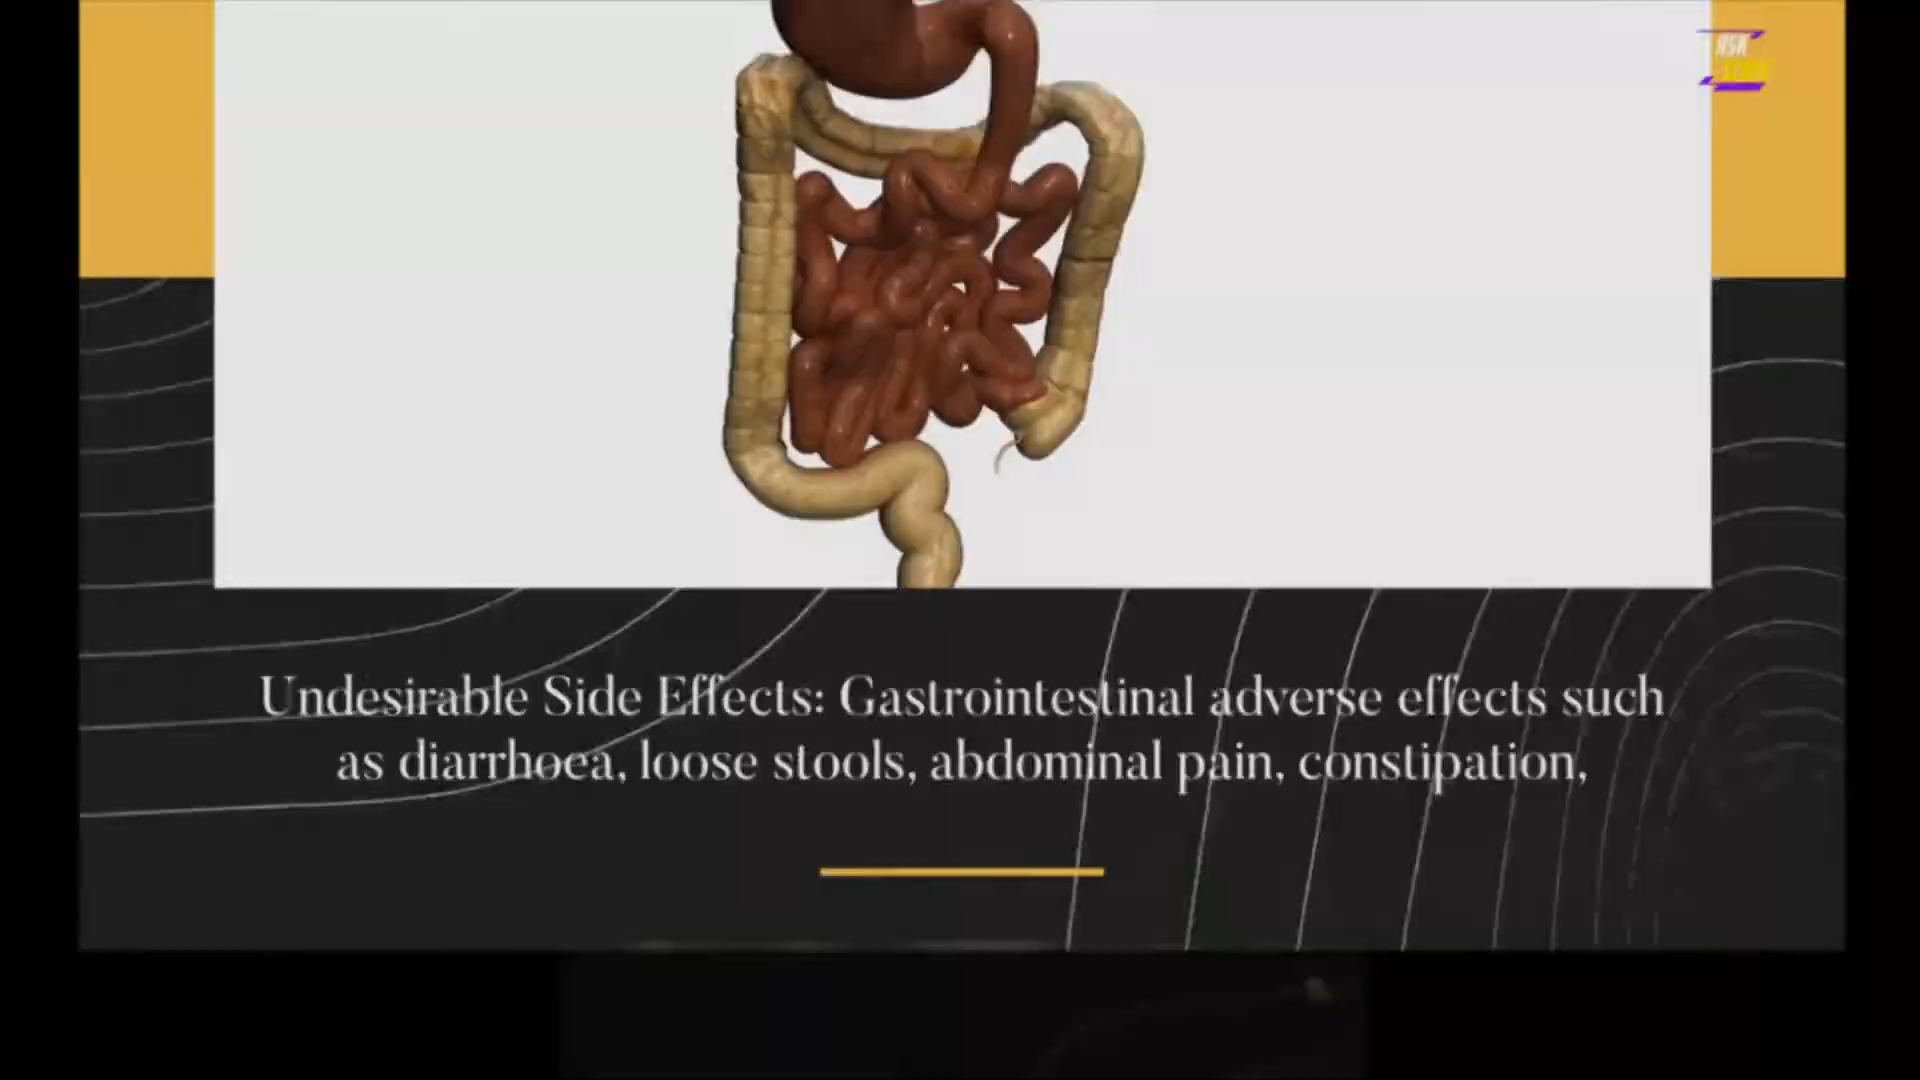 Undesirable Side Effects: Gastrointestinal adverse effects such
as diarrhoea, loose stools, abdominal pain, constipation,